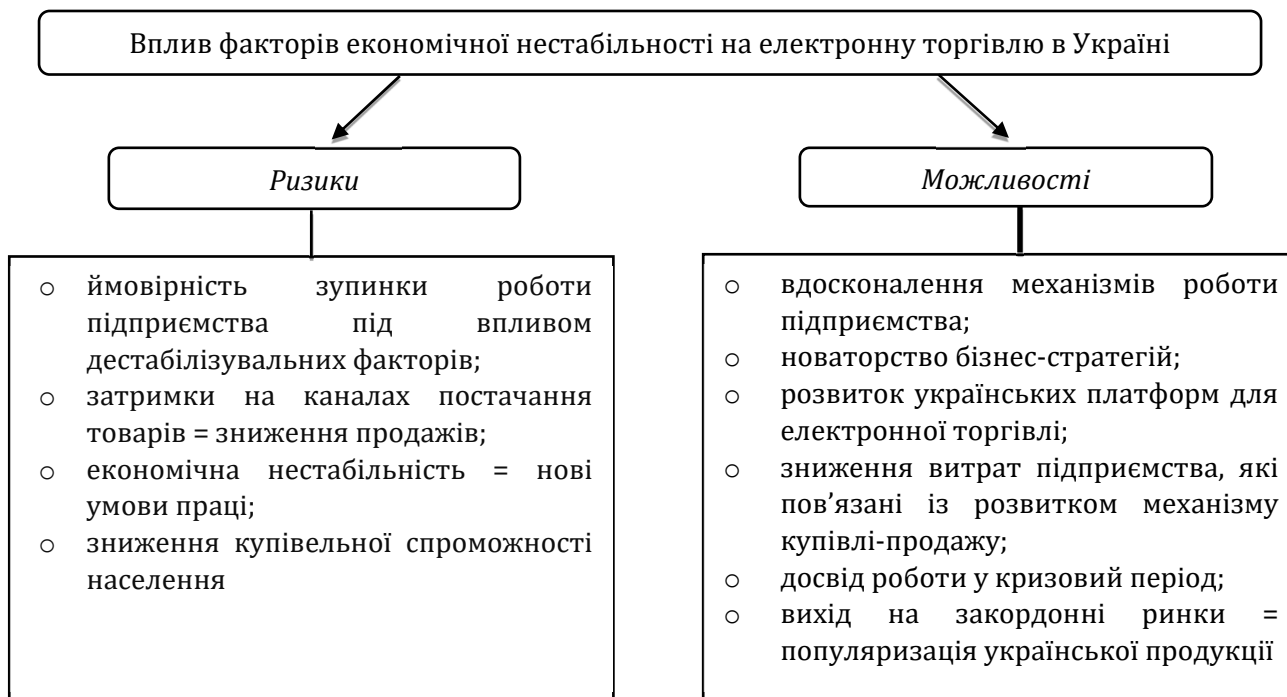 Вплив факторів економічної нестабільності на електронну торгівлю в Україні
Ризики
ймовірність зупинки роботи
підприємства під впливом
дестабілізувальних факторів;
затримки на каналах постачання
товарів = зниження продажів;
економічна нестабільність = нові
умови праці;
зниження купівельної спроможності
населення
Можливості
вдосконалення механізмів роботи
підприємства;
новаторство бізнес-стратегій;
розвиток українських платформ для
електронної торгівлі;
зниження витрат підприємства, які
пов’язані із розвитком механізму
купівлі-продажу;
досвід роботи у кризовий період;
вихід на закордонні ринки =
популяризація української продукції